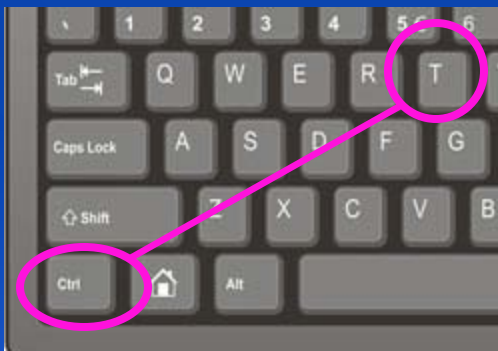 ` 1 2 3 4 5 6
Tab Q W E R T
Caps Lock A S D F G
Shift Z X C V B
Ctrl Alt